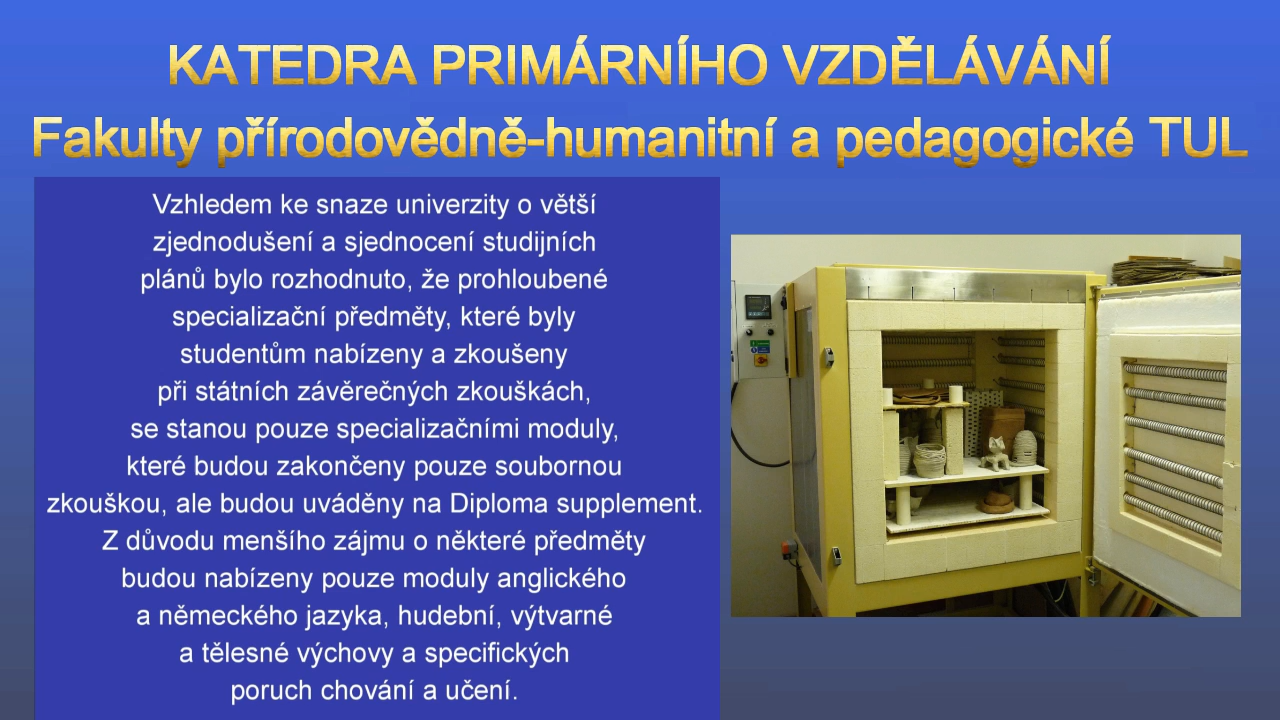 KATEDRA PRIMÁRNÍHO VZDĚLÁVÁNÍ
Fakulty přírodovědně-humanitní a pedagogické TUL
Vzhledem ke snaze univerzity o větší
zjednodušení a sjednocení studijních
plánů bylo rozhodnuto, že prohloubené
specializační předměty, které byly
studentům nabízeny a zkoušeny
při státních závěrečných zkouškách,
se stanou pouze specializačními moduly,
které budou zakončeny pouze soubornou
zkouškou, ale budou uváděny na Diploma supplement.
Z důvodu menšího zájmu o některé předměty
budou nabízeny pouze moduly anglického
a německého jazyka, hudební, výtvarné
a tělesné výchovy a specifických
poruch chování a učení.